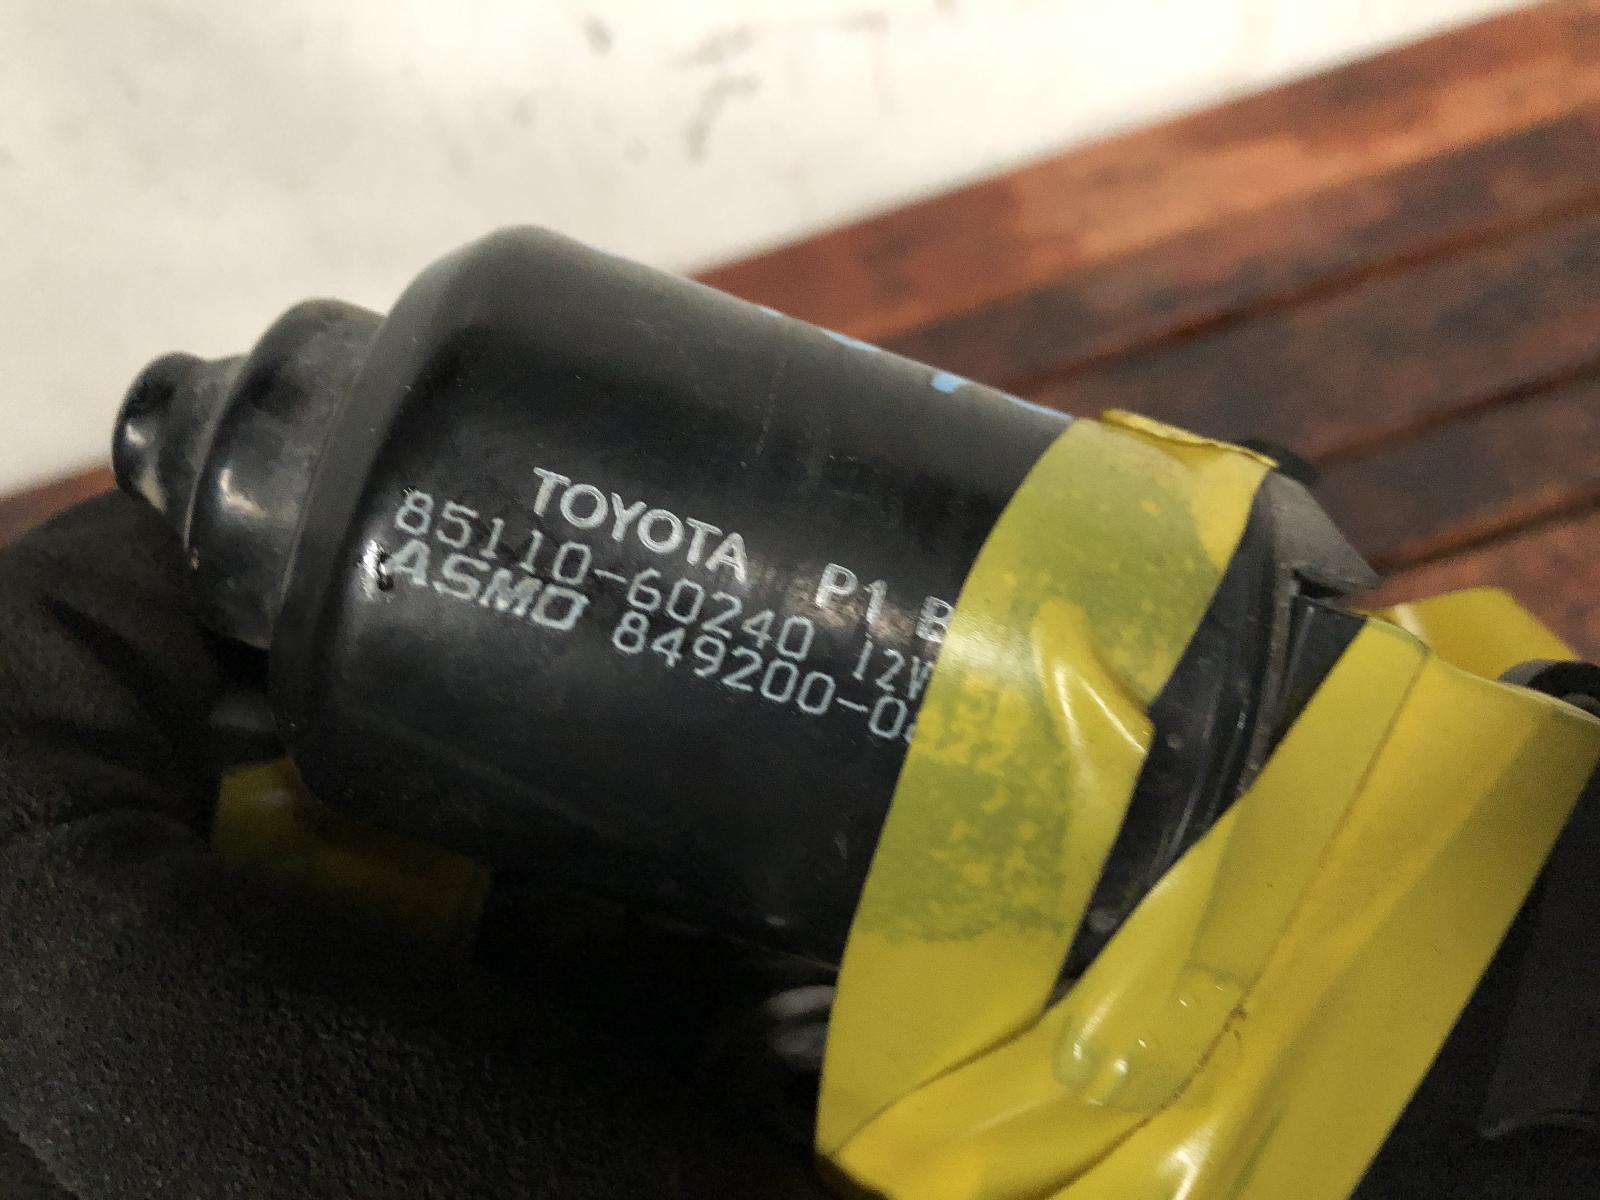 TOYOTA P1 B
85110-60240 12V
ASMO 849200-0